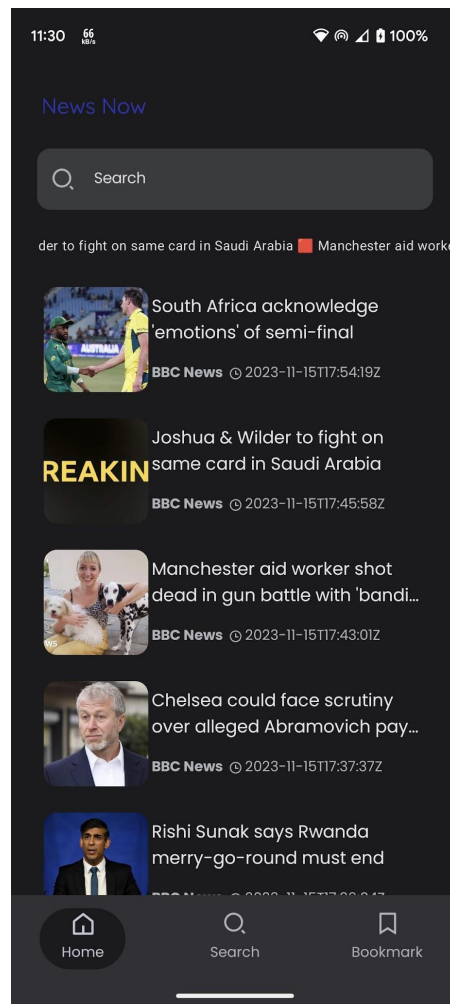 11:30 66 kB/s 100%
News Now
Search
der to fight on same card in Saudi Arabia 🟥 Manchester aid worke
South Africa acknowledge
'emotions' of semi-final
AUSTRALIA
BBC News 2023-11-15T17:54:19Z
Joshua & Wilder to fight on
same card in Saudi Arabia
REAKIN
BBC News 2023-11-15T17:45:58Z
Manchester aid worker shot
dead in gun battle with 'bandi...
BBC News 2023-11-15T17:43:01Z
Chelsea could face scrutiny
over alleged Abramovich pay...
BBC News 2023-11-15T17:37:37Z
Rishi Sunak says Rwanda
merry-go-round must end
Home Search Bookmark